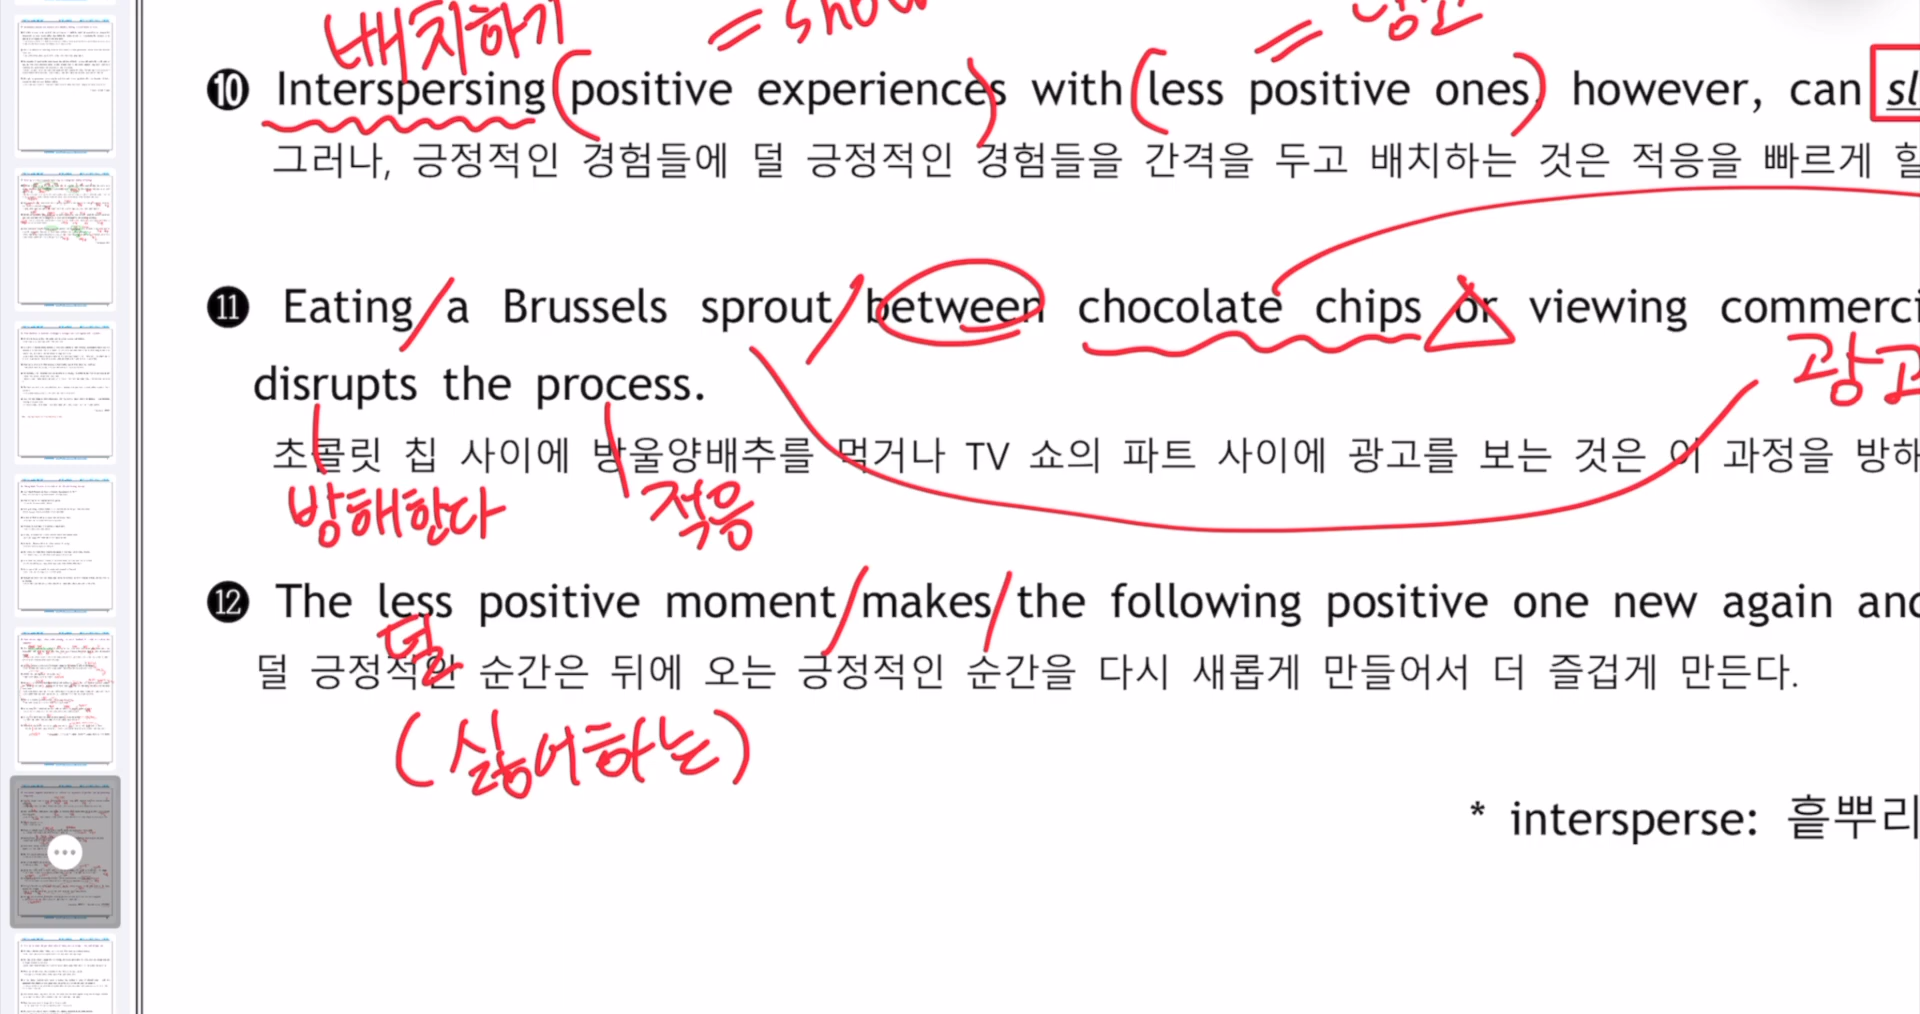 배치하기 = show = 광고
❿ Interspersing (positive experiences) with (less positive ones) however, can sl
그러나, 긍정적인 경험들에 덜 긍정적인 경험들을 간격을 두고 배치하는 것은 적응을 빠르게 할
⓫ Eating / a Brussels sprout / between chocolate chips or viewing commerci
광고
disrupts the process.
초콜릿 칩 사이에 방울양배추를 먹거나 TV 쇼의 파트 사이에 광고를 보는 것은 이 과정을 방해
방해한다 적응
⓬ The less positive moment / makes / the following positive one new again and
덜
덜 긍정적인 순간은 뒤에 오는 긍정적인 순간을 다시 새롭게 만들어서 더 즐겁게 만든다.
(싫어하는)
* intersperse: 흩뿌리